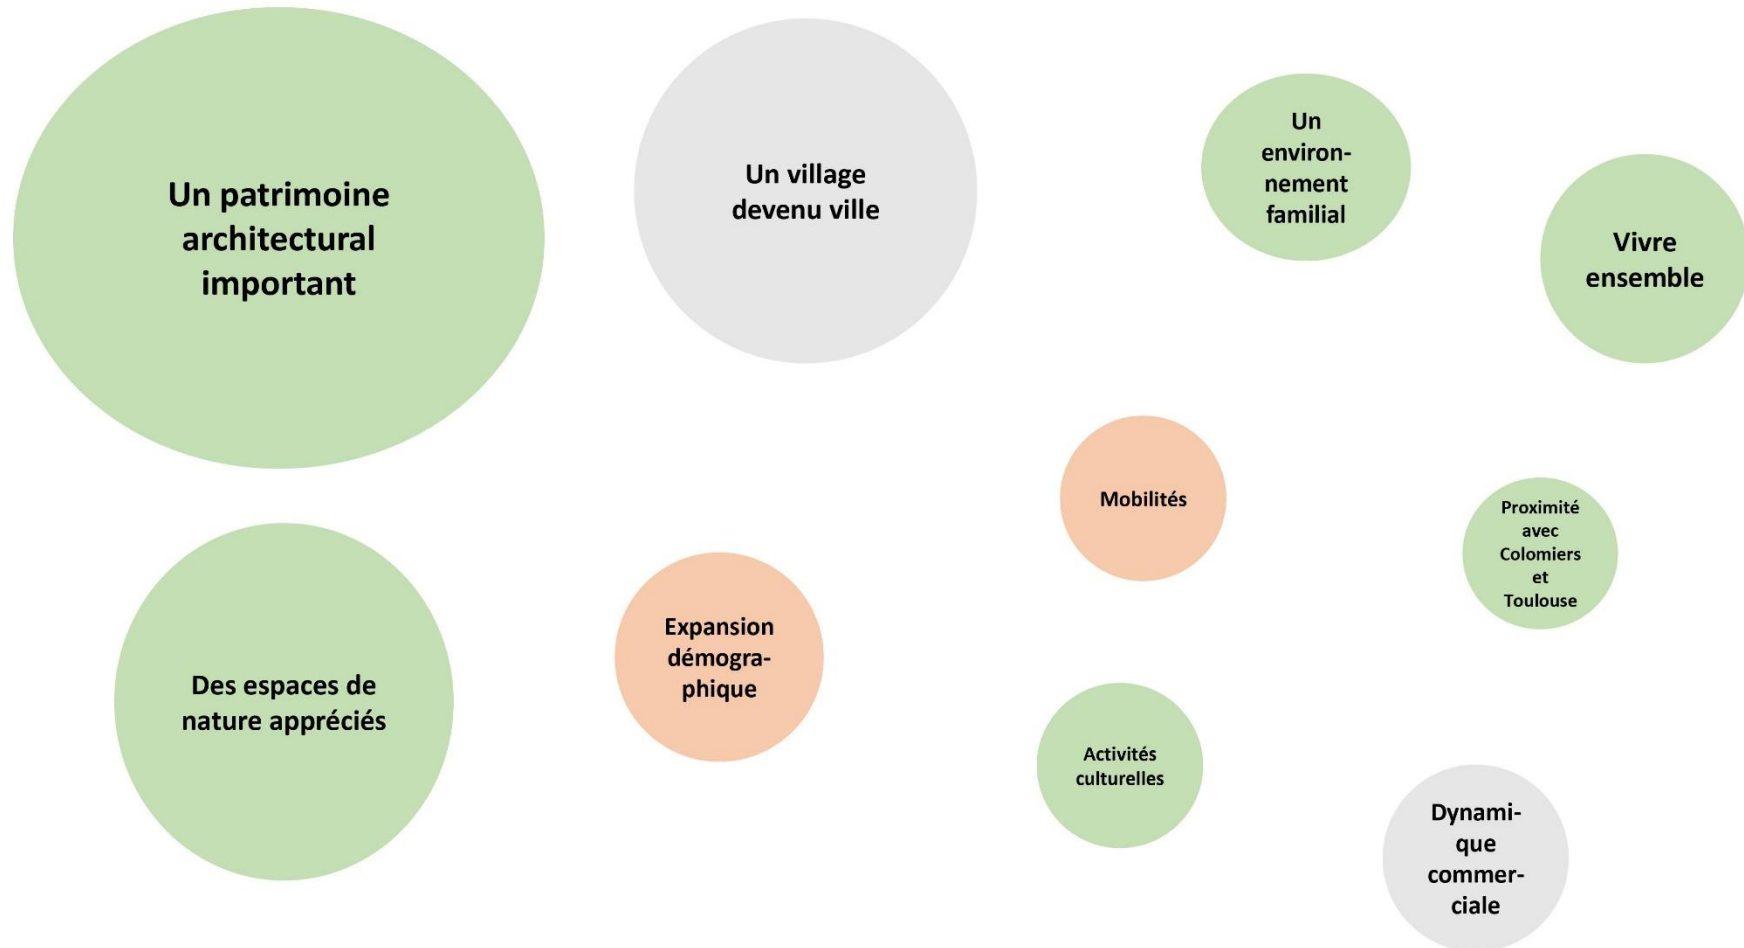 Un patrimoine
architectural
important
Un village
devenu ville
Un
environ-
nement
familial
Vivre
ensemble
Mobilités
Proximité
avec
Colomiers
et
Toulouse
Expansion
démogra-
phique
Des espaces de
nature appréciés
Activités
culturelles
Dynami-
que
commer-
ciale